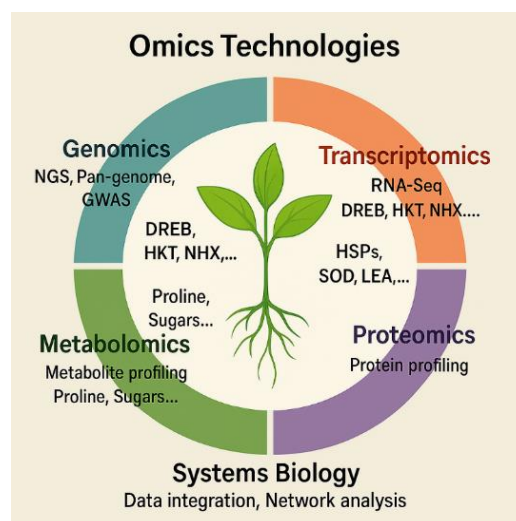 Omics Technologies
Genomics
NGS, Pan-genome,
GWAS
Transcriptomics
RNA-Seq
DREB, HKT, NHX....
DREB,
HKT, NHX,...
HSPs,
SOD, LEA,...
Proline,
Sugars...
Metabolomics
Metabolite profiling
Proline, Sugars...
Proteomics
Protein profiling
Systems Biology
Data integration, Network analysis